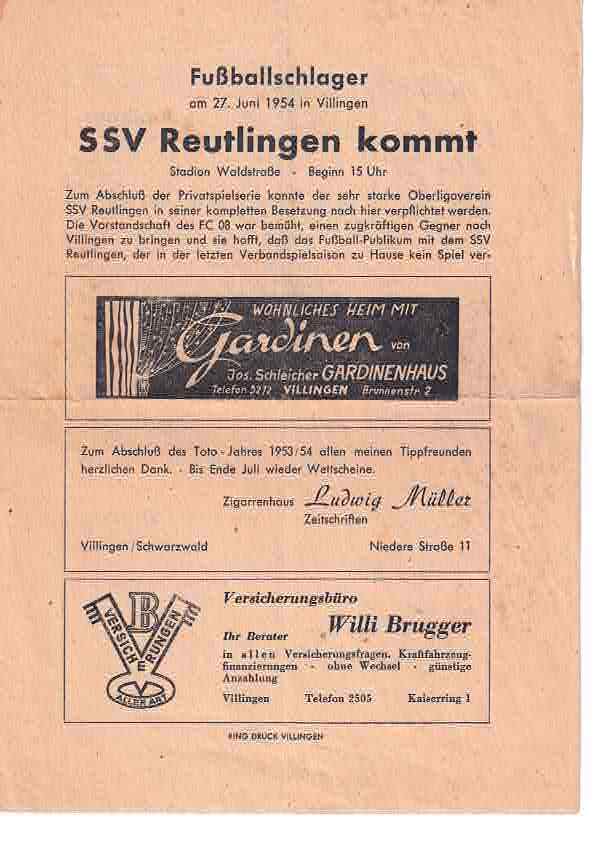 Fußballschlager
am 27. Juni 1954 in Villingen
SSV Reutlingen kommt
Stadion Waldstraße - Beginn 15 Uhr
Zum Abschluß der Privatspielserie konnte der sehr starke Oberligaverein
SSV Reutlingen in seiner kompletten Besetzung nach hier verpflichtet werden.
Die Vorstandschaft des FC 08 war bemüht, einen zugkräftigen Gegner nach
Villingen zu bringen und sie hofft, daß das Fußball-Publikum mit dem SSV
Reutlingen, der in der letzten Verbandspielsaison zu Hause kein Spiel ver-
WOHNLICHES HEIM MIT
Gardinen von
Jos. Schleicher GARDINENHAUS
Telefon 5272 VILLINGEN Brunnenstr. 2
Zum Abschluß des Toto-Jahres 1953/54 allen meinen Tippfreunden
herzlichen Dank. - Bis Ende Juli wieder Wettscheine.
Zigarrenhaus Ludwig Müller
Zeitschriften
Villingen/Schwarzwald Niedere Straße 11
B
VERSICHERUNGEN
ALLER ART
Versicherungsbüro
Willi Brugger
Ihr Berater
in allen Versicherungsfragen, Kraftfahrzeug-
finanzierungen - ohne Wechsel - günstige
Anzahlung
Villingen Telefon 2505 Kaiserring 1
RING DRUCK VILLINGEN